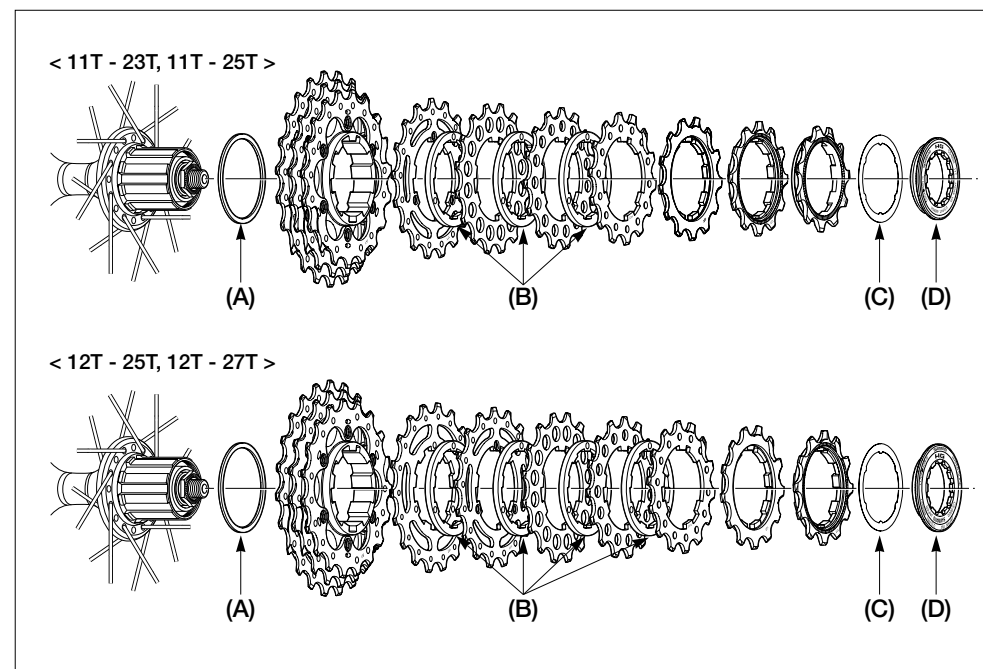 < 11T - 23T, 11T - 25T >
(A) (B) (C) (D)
< 12T - 25T, 12T - 27T >
(A) (B) (C) (D)